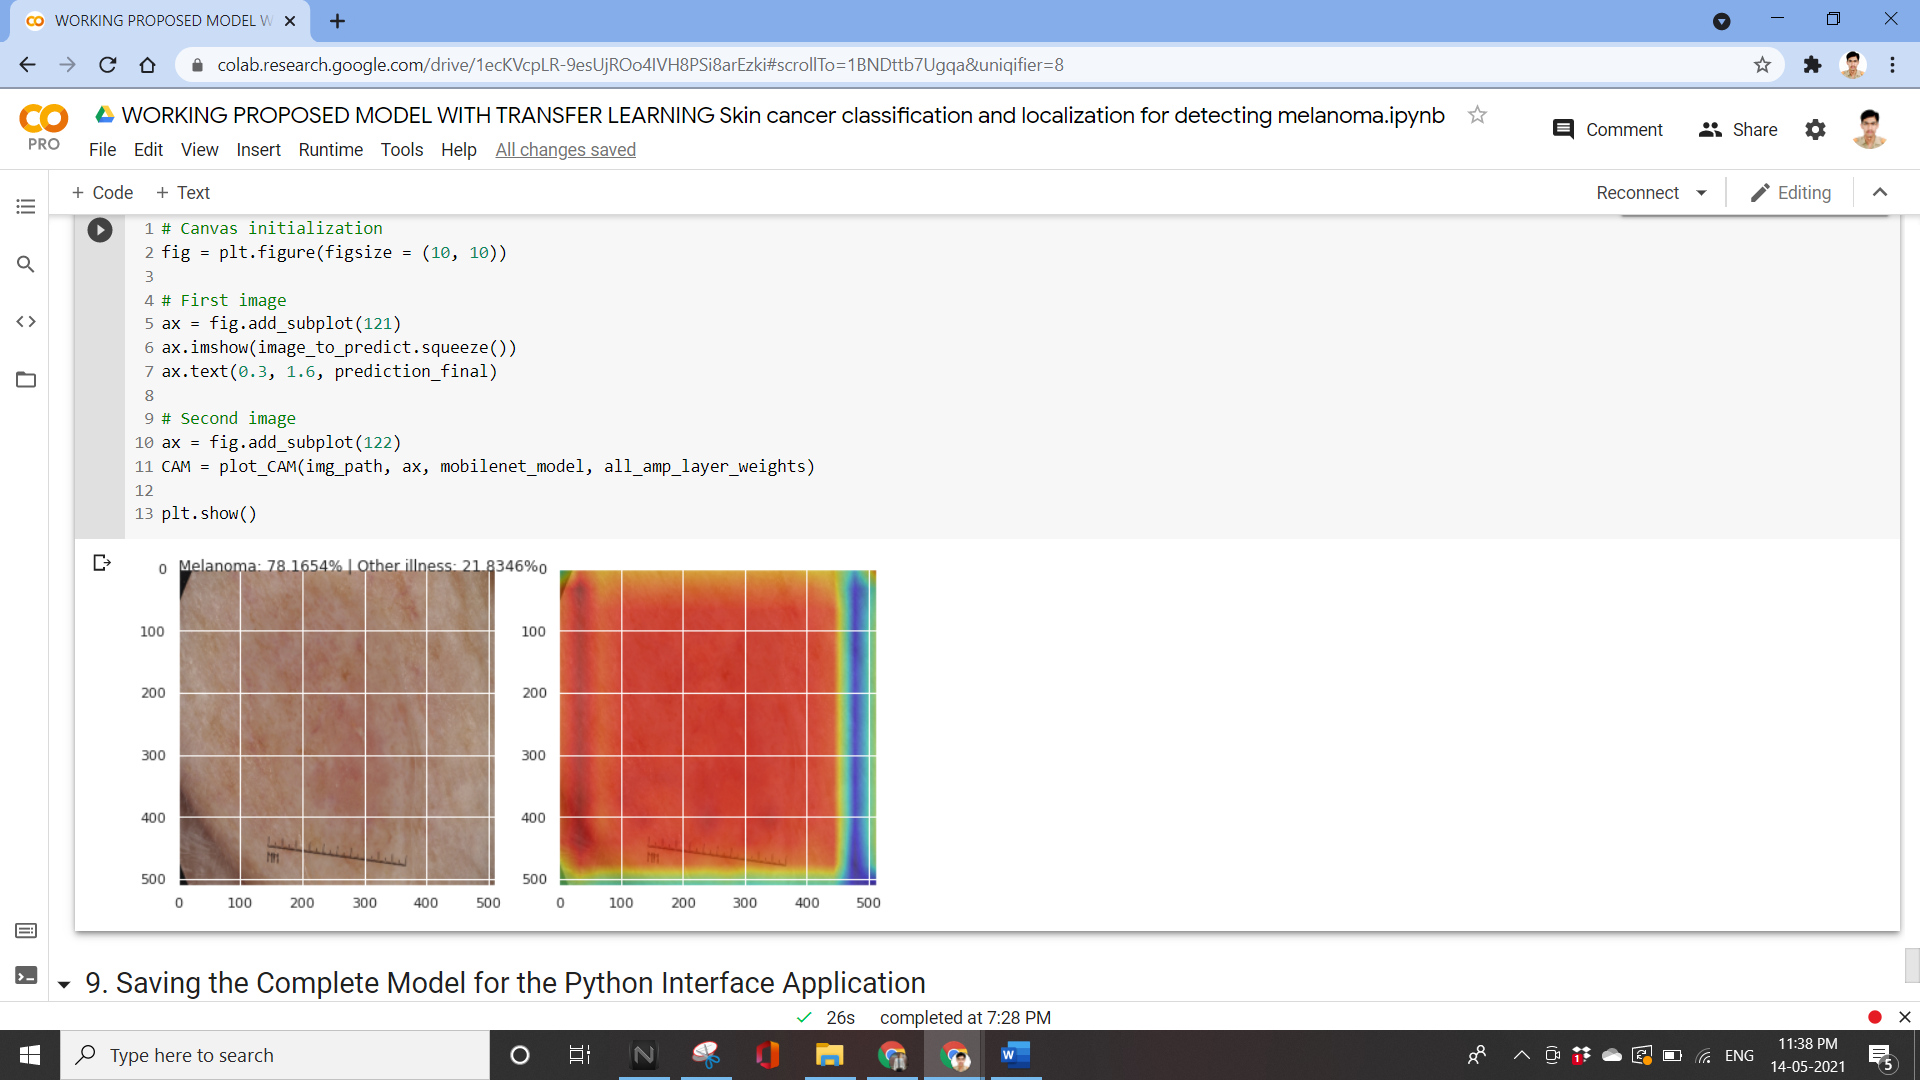 WORKING PROPOSED MODEL W
colab.research.google.com/drive/1ecKVcpLR-9esUjROo4IVH8PSi8arEzki#scrollTo=1BNDttb7Ugqa&uniqifier=8
PRO
WORKING PROPOSED MODEL WITH TRANSFER LEARNING Skin cancer classification and localization for detecting melanoma.ipynb
File Edit View Insert Runtime Tools Help All changes saved
Comment Share
+ Code + Text
Reconnect Editing
1 # Canvas initialization
2 fig = plt.figure(figsize = (10, 10))
3
4 # First image
5 ax = fig.add_subplot(121)
6 ax.imshow(image_to_predict.squeeze())
7 ax.text(0.3, 1.6, prediction_final)
8
9 # Second image
10 ax = fig.add_subplot(122)
11 CAM = plot_CAM(img_path, ax, mobilenet_model, all_amp_layer_weights)
12
13 plt.show()
Melanoma: 78.1654% | Other illness: 21.8346%
0
100
200
300
400
500
0 100 200 300 400 500
0
100
200
300
400
500
0 100 200 300 400 500
9. Saving the Complete Model for the Python Interface Application
26s completed at 7:28 PM
Type here to search
ENG
11:38 PM
14-05-2021
5